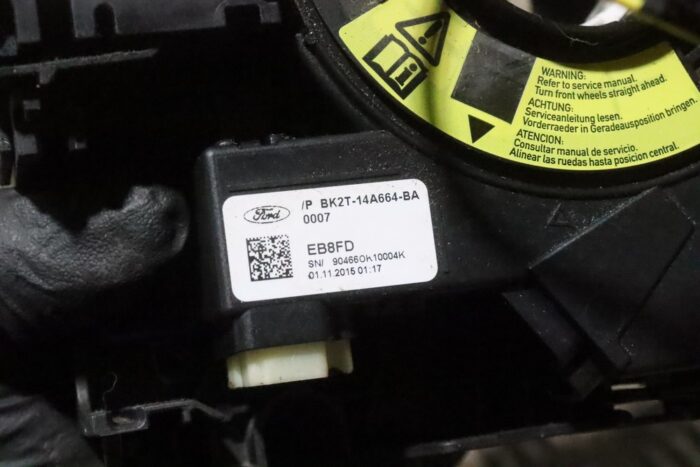 WARNING:
Refer to service manual.
Turn front wheels straight ahead.
ACHTUNG:
Serviceanleitung lesen.
Vorderraeder in Geradeausposition bringen.
ATENCION:
Consultar manual de servicio.
Alinear las ruedas hasta posicion central.
Ford
/P BK2T-14A664-BA
0007
EB8FD
SN/ 90466OK10004K
01.11.2015 01:17